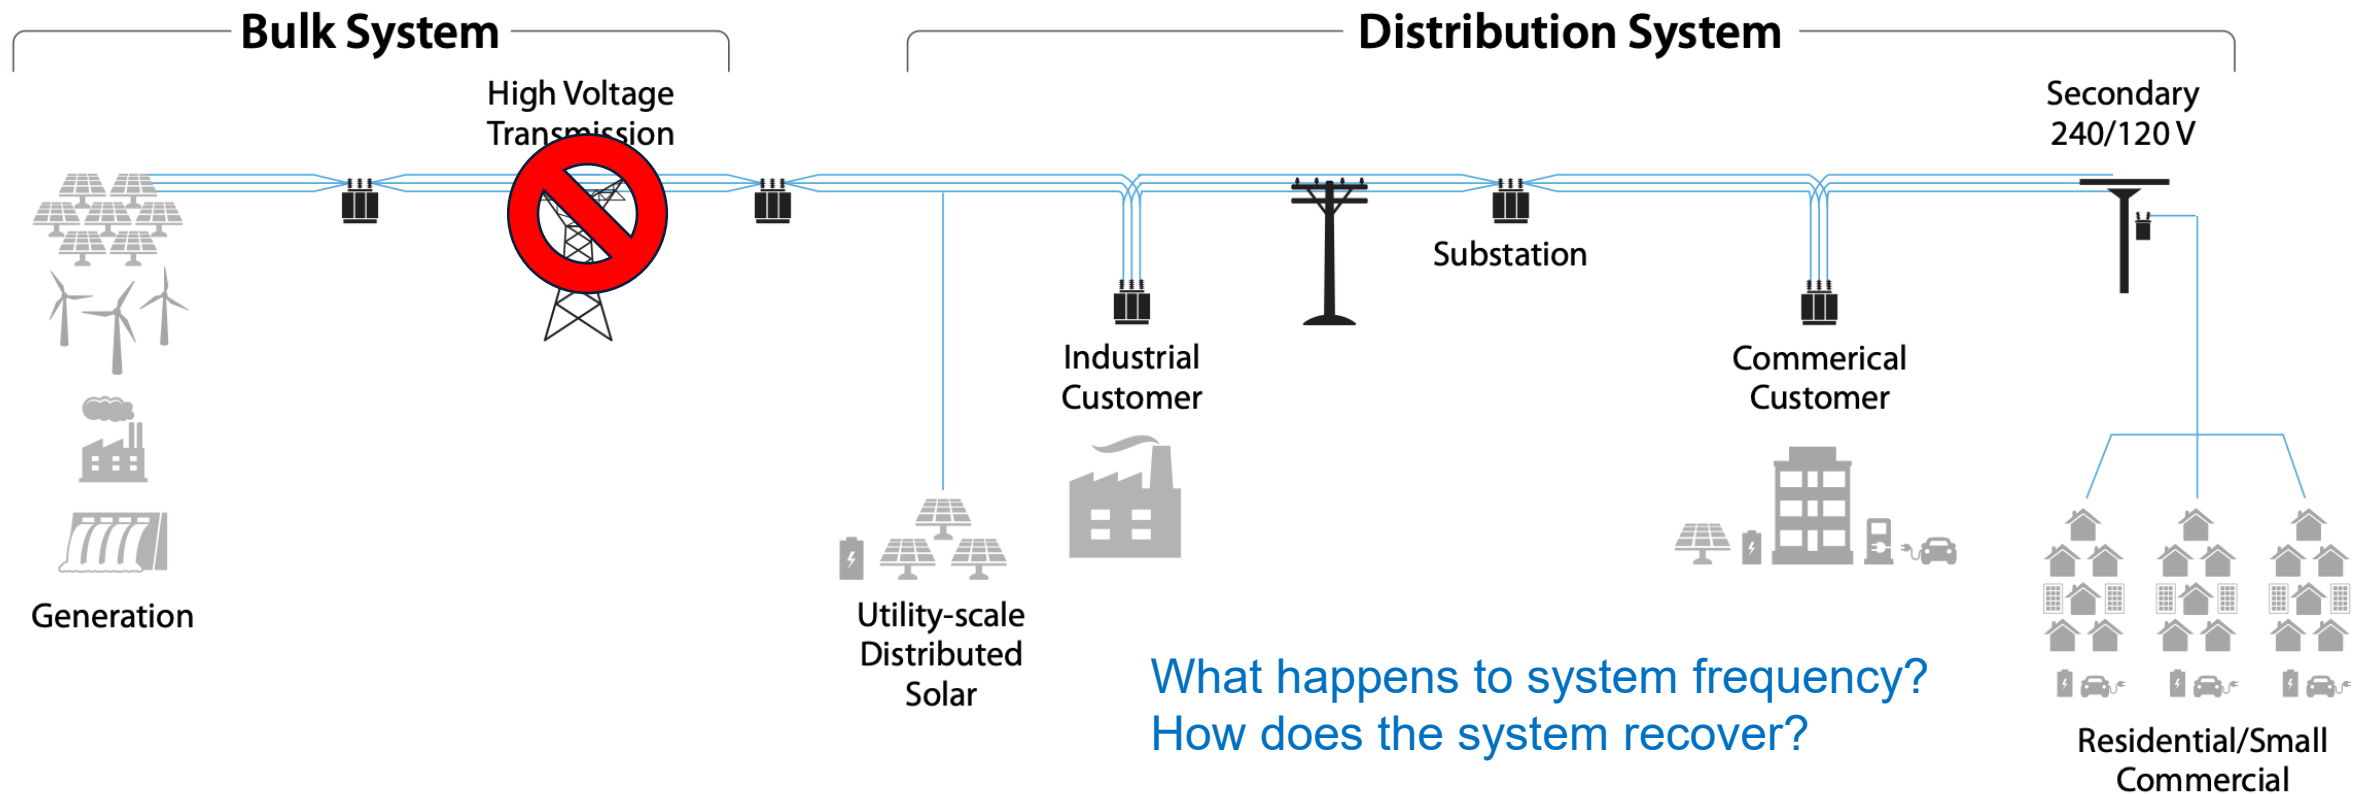 Bulk System
Distribution System
High Voltage
Transmission
Secondary
240/120 V
Substation
Industrial
Customer
Commerical
Customer
Generation
Utility-scale
Distributed
Solar
What happens to system frequency?
How does the system recover?
Residential/Small
Commercial